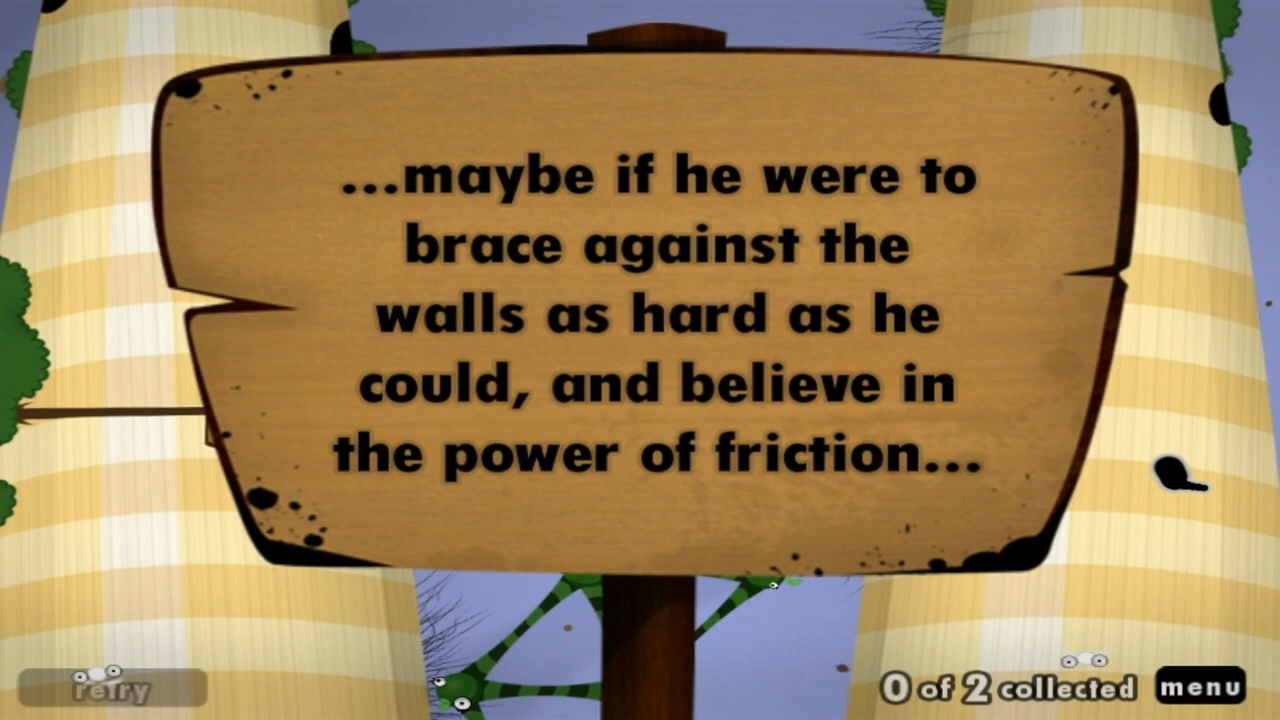 ...maybe if he were to
brace against the
walls as hard as he
could, and believe in
the power of friction...
retry
0 of 2 collected
menu